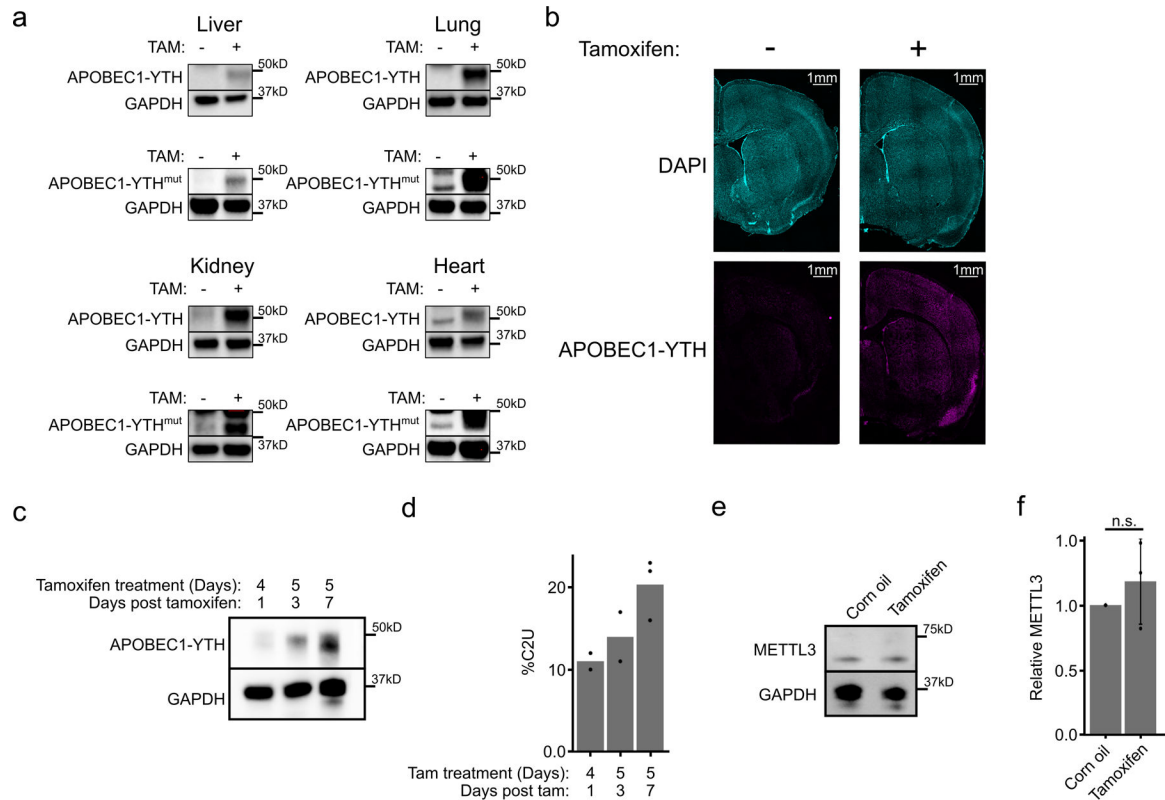 a
Liver
TAM: - +
APOBEC1-YTH 50kD
GAPDH 37kD
TAM: - +
APOBEC1-YTHmut 50kD
GAPDH 37kD
Lung
TAM: - +
APOBEC1-YTH 50kD
GAPDH 37kD
TAM: - +
APOBEC1-YTHmut 50kD
GAPDH 37kD
Kidney
TAM: - +
APOBEC1-YTH 50kD
GAPDH 37kD
TAM: - +
APOBEC1-YTHmut 50kD
GAPDH 37kD
Heart
TAM: - +
APOBEC1-YTH 50kD
GAPDH 37kD
TAM: - +
APOBEC1-YTHmut 50kD
GAPDH 37kD
b
Tamoxifen: - +
1mm 1mm
DAPI
1mm 1mm
APOBEC1-YTH
c
Tamoxifen treatment (Days): 4 5 5
Days post tamoxifen: 1 3 7
APOBEC1-YTH 50kD
GAPDH 37kD
d
%C2U
20
10
0.0
Tam treatment (Days): 4 5 5
Days post tam: 1 3 7
e
Corn oil
Tamoxifen
METTL3 75kD
GAPDH 37kD
f
n.s.
Relative METTL3
1.0
1.0
0.5
1.0
Corn oil
Tamoxifen